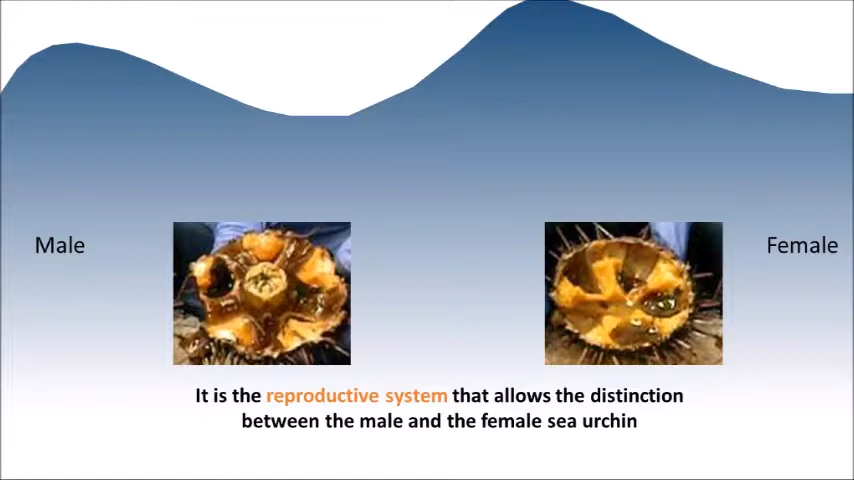 Male
Female
It is the reproductive system that allows the distinction
between the male and the female sea urchin